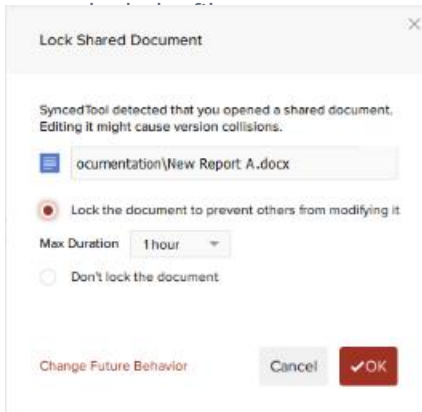 Lock Shared Document
SyncedTool detected that you opened a shared document.
Editing it might cause version collisions.
ocumentation\New Report A.docx
Lock the document to prevent others from modifying it
Max Duration 1 hour
Don't lock the document
Change Future Behavior Cancel ✔OK